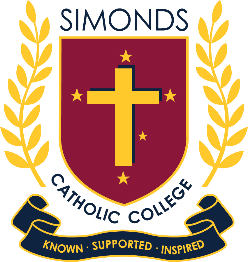 SIMONDS
CATHOLIC COLLEGE
KNOWN · SUPPORTED · INSPIRED